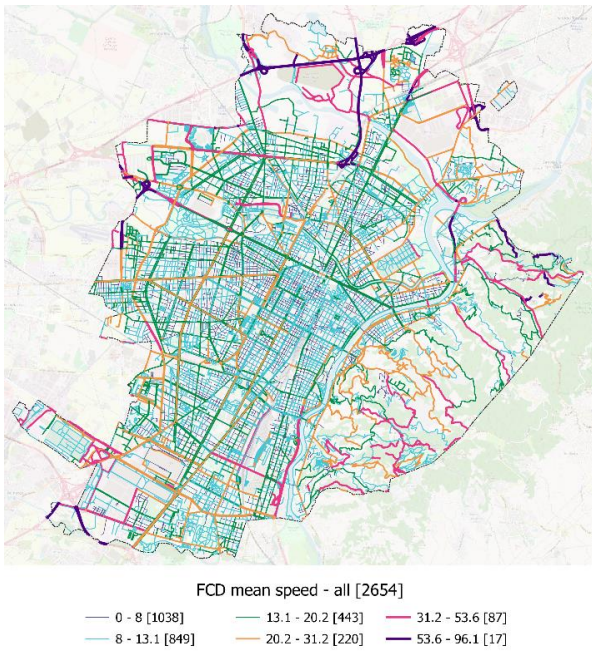 FCD mean speed - all [2654]
0 - 8 [1038] 13.1 - 20.2 [443] 31.2 - 53.6 [87]
8 - 13.1 [849] 20.2 - 31.2 [220] 53.6 - 96.1 [17]